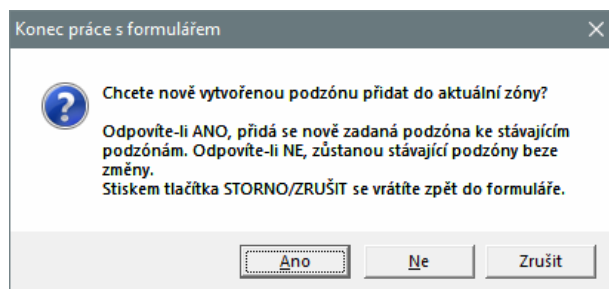 Konec práce s formulářem
Chcete nově vytvořenou podzónu přidat do aktuální zóny?
Odpovíte-li ANO, přidá se nově zadaná podzóna ke stávajícím
podzónám. Odpovíte-li NE, zůstanou stávající podzóny beze
změny.
Stiskem tlačítka STORNO/ZRUŠIT se vrátíte zpět do formuláře.
Ano
Ne
Zrušit